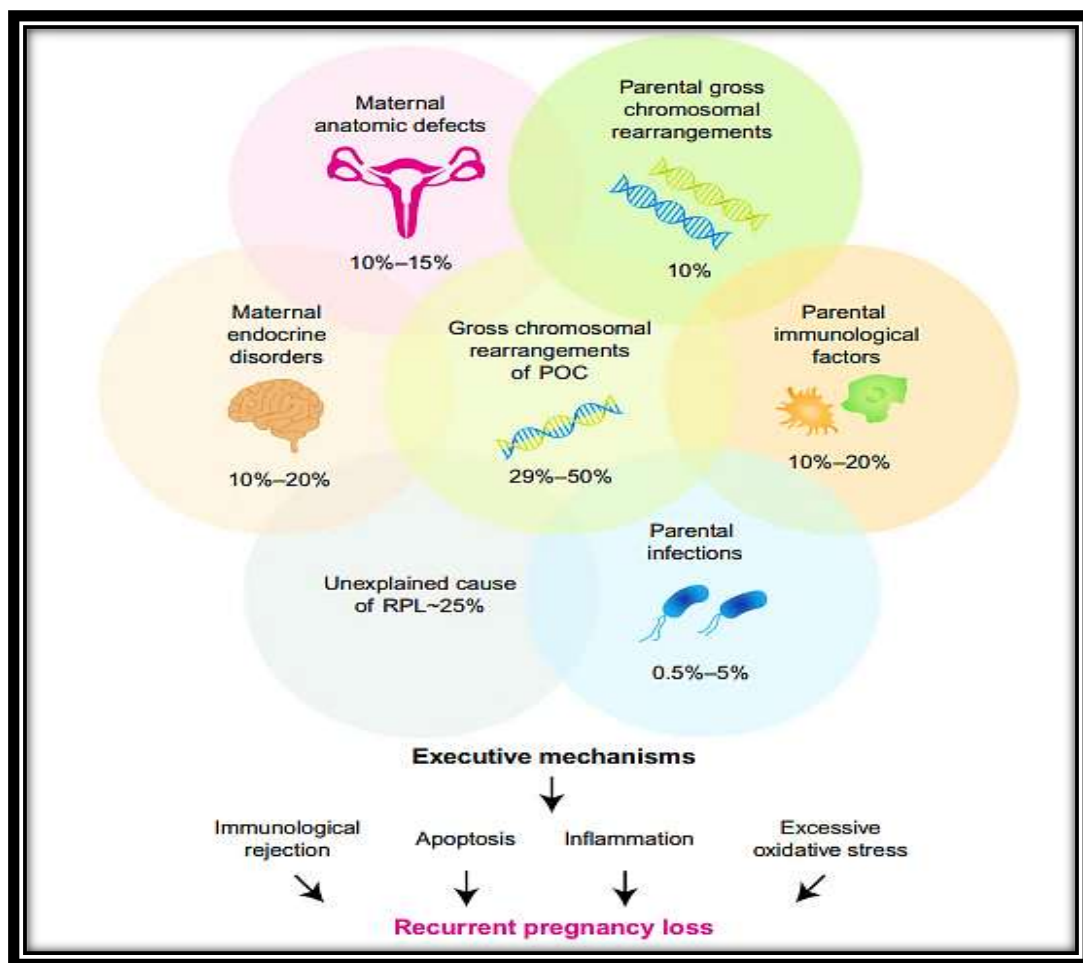 Maternal
anatomic defects
10%–15%
Parental gross
chromosomal
rearrangements
10%
Maternal
endocrine
disorders
10%–20%
Gross chromosomal
rearrangements
of POC
29%–50%
Parental
immunological
factors
10%–20%
Unexplained cause
of RPL~25%
Parental
infections
0.5%–5%
Executive mechanisms
Immunological
rejection
Apoptosis
Inflammation
Excessive
oxidative stress
Recurrent pregnancy loss